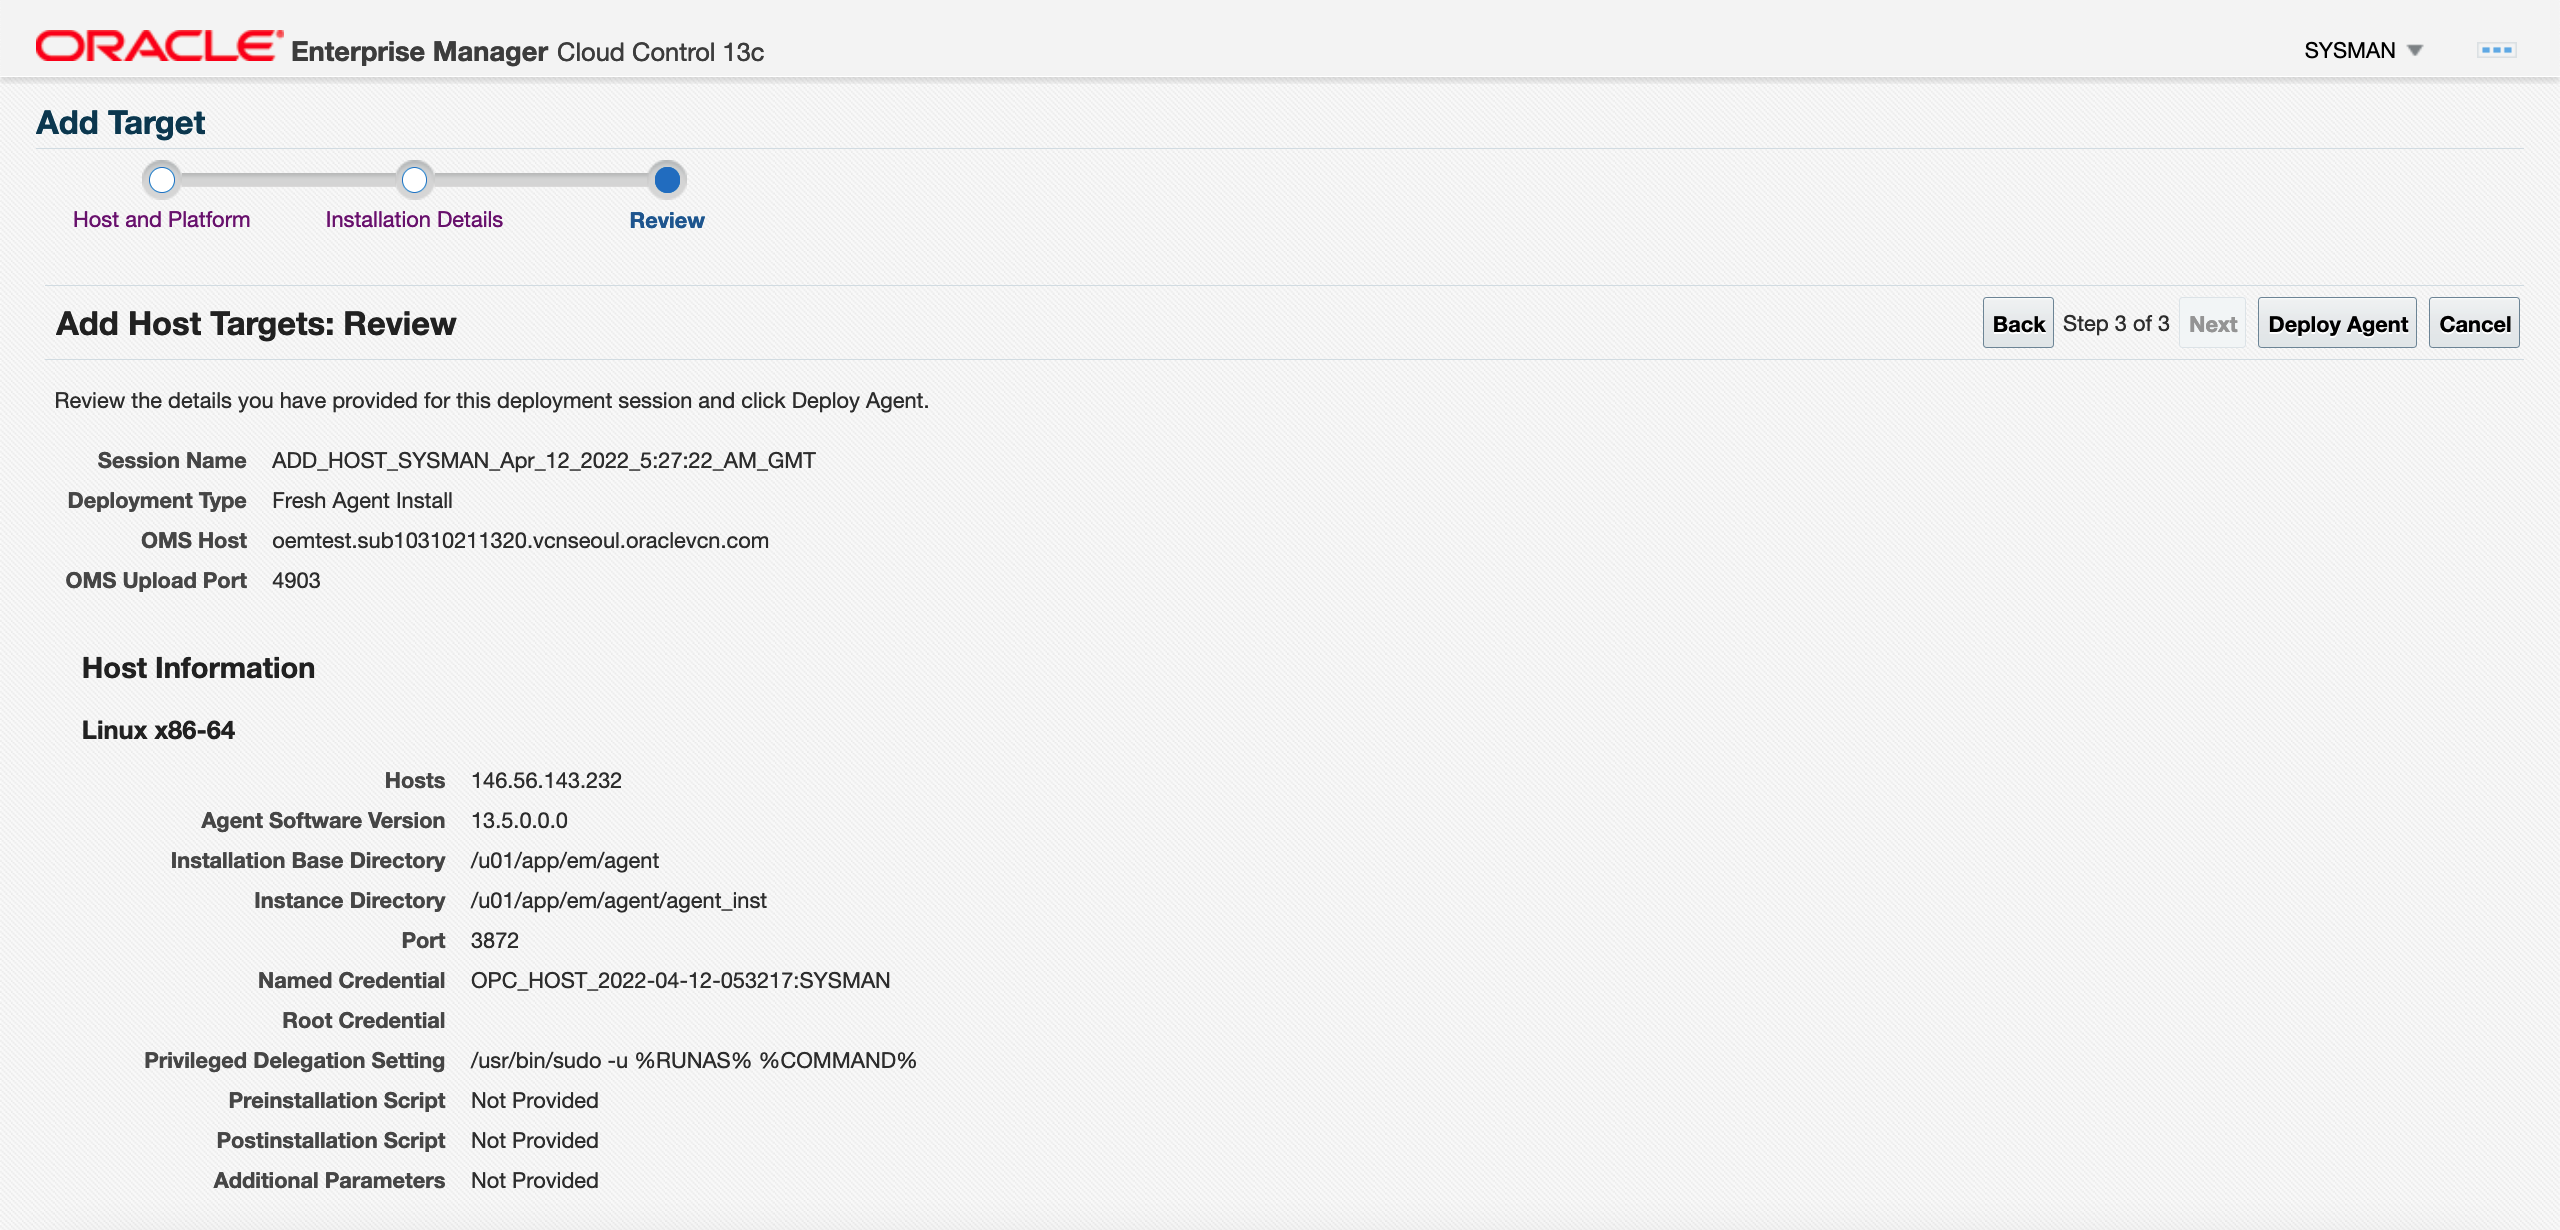 ORACLE Enterprise Manager Cloud Control 13c SYSMAN
Add Target
Host and Platform Installation Details Review
Add Host Targets: Review Back Step 3 of 3 Next Deploy Agent Cancel
Review the details you have provided for this deployment session and click Deploy Agent.
Session Name ADD_HOST_SYSMAN_Apr_12_2022_5:27:22_AM_GMT
Deployment Type Fresh Agent Install
OMS Host oemtest.sub10310211320.vcnseoul.oraclevcn.com
OMS Upload Port 4903
Host Information
Linux x86-64
Hosts 146.56.143.232
Agent Software Version 13.5.0.0.0
Installation Base Directory /u01/app/em/agent
Instance Directory /u01/app/em/agent/agent_inst
Port 3872
Named Credential OPC_HOST_2022-04-12-053217:SYSMAN
Root Credential
Privileged Delegation Setting /usr/bin/sudo -u %RUNAS% %COMMAND%
Preinstallation Script Not Provided
Postinstallation Script Not Provided
Additional Parameters Not Provided